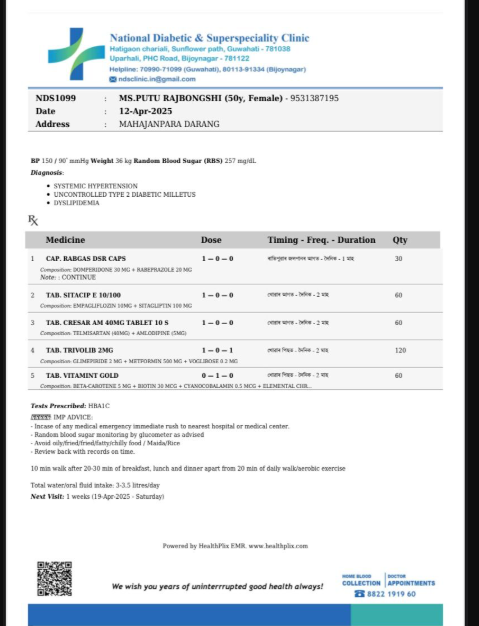 National Diabetic & Superspeciality Clinic
Hatigaon chariali, Sunflower path, Guwahati - 781038
Uparhali, PHC Road, Bijoynagar - 781122
Helpline: 70990-71099 (Guwahati), 80113-91334 (Bijoynagar)
ndsclinic.in@gmail.com
NDS1099 : MS.PUTU RAJBONGSHI (50y, Female) - 9531387195
Date : 12-Apr-2025
Address : MAHAJANPARA DARANG
BP 150 / 90 mmHg Weight 36 kg Random Blood Sugar (RBS) 257 mg/dL
Diagnosis:
• SYSTEMIC HYPERTENSION
• UNCONTROLLED TYPE 2 DIABETIC MILLETUS
• DYSLIPIDEMIA
Rx
Medicine Dose Timing - Freq. - Duration Qty
1 CAP. RABGAS DSR CAPS 1 — 0 — 0 - দৈনিক - 1 মাহ 30
Composition: DOMPERIDONE 30 MG + RABEPRAZOLE 20 MG
Note: : CONTINUE
2 TAB. SITACIP E 10/100 1 — 0 — 0 খোৱাৰ আগত - দৈনিক - 2 মাহ 60
Composition: EMPAGLIFLOZIN 10MG + SITAGLIPTIN 100 MG
3 TAB. CRESAR AM 40MG TABLET 10 S 1 — 0 — 0 খোৱাৰ আগত - দৈনিক - 2 মাহ 60
Composition: TELMISARTAN (40MG) + AMLODIPINE (5MG)
4 TAB. TRIVOLIB 2MG 1 — 0 — 1 খোৱাৰ পিছত - দৈনিক - 2 মাহ 120
Composition: GLIMEPIRIDE 2 MG + METFORMIN 500 MG + VOGLIBOSE 0.2 MG
5 TAB. VITAMINT GOLD 0 — 1 — 0 খোৱাৰ পিছত - দৈনিক - 2 মাহ 60
Composition: BETA-CAROTENE 5 MG + BIOTIN 30 MCG + CYANOCOBALAMIN 0.5 MCG + ELEMENTAL CHR...
Tests Prescribed: HBA1C
IMP ADVICE:
- Incase of any medical emergency immediate rush to nearest hospital or medical center.
- Random blood sugar monitoring by glucometer as advised
- Avoid oily/fried/fried/fatty/chilly food / Maida/Rice
- Review back with records on time.
10 min walk after 20-30 min of breakfast, lunch and dinner apart from 20 min of daily walk/aerobic exercise
Total water/oral fluid intake: 3-3.5 litres/day
Next Visit: 1 weeks (19-Apr-2025 - Saturday)
Powered by HealthPlix EMR. www.healthplix.com
We wish you years of uninterrrupted good health always!
HOME BLOOD COLLECTION | DOCTOR APPOINTMENTS
8822 1919 60